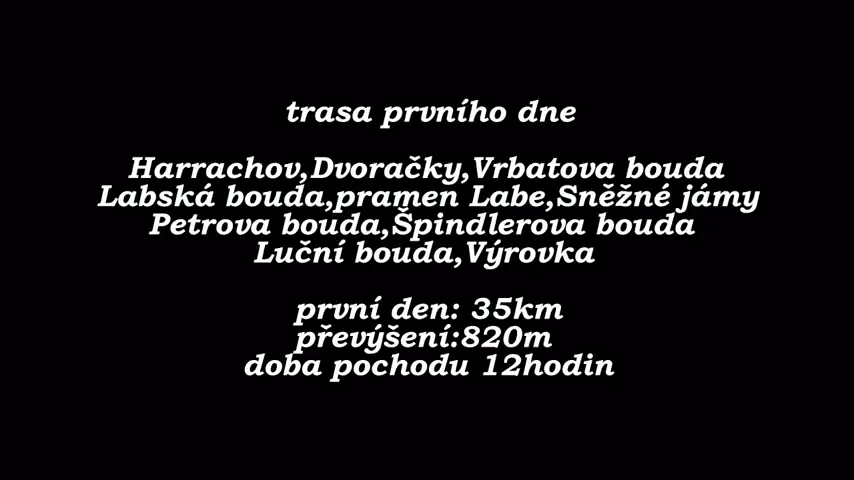 trasa prvního dne
Harrachov,Dvoračky,Vrbatova bouda
Labská bouda,pramen Labe,Sněžné jámy
Petrova bouda,Špindlerova bouda
Luční bouda,Výrovka
první den: 35km
převýšení:820m
doba pochodu 12hodin